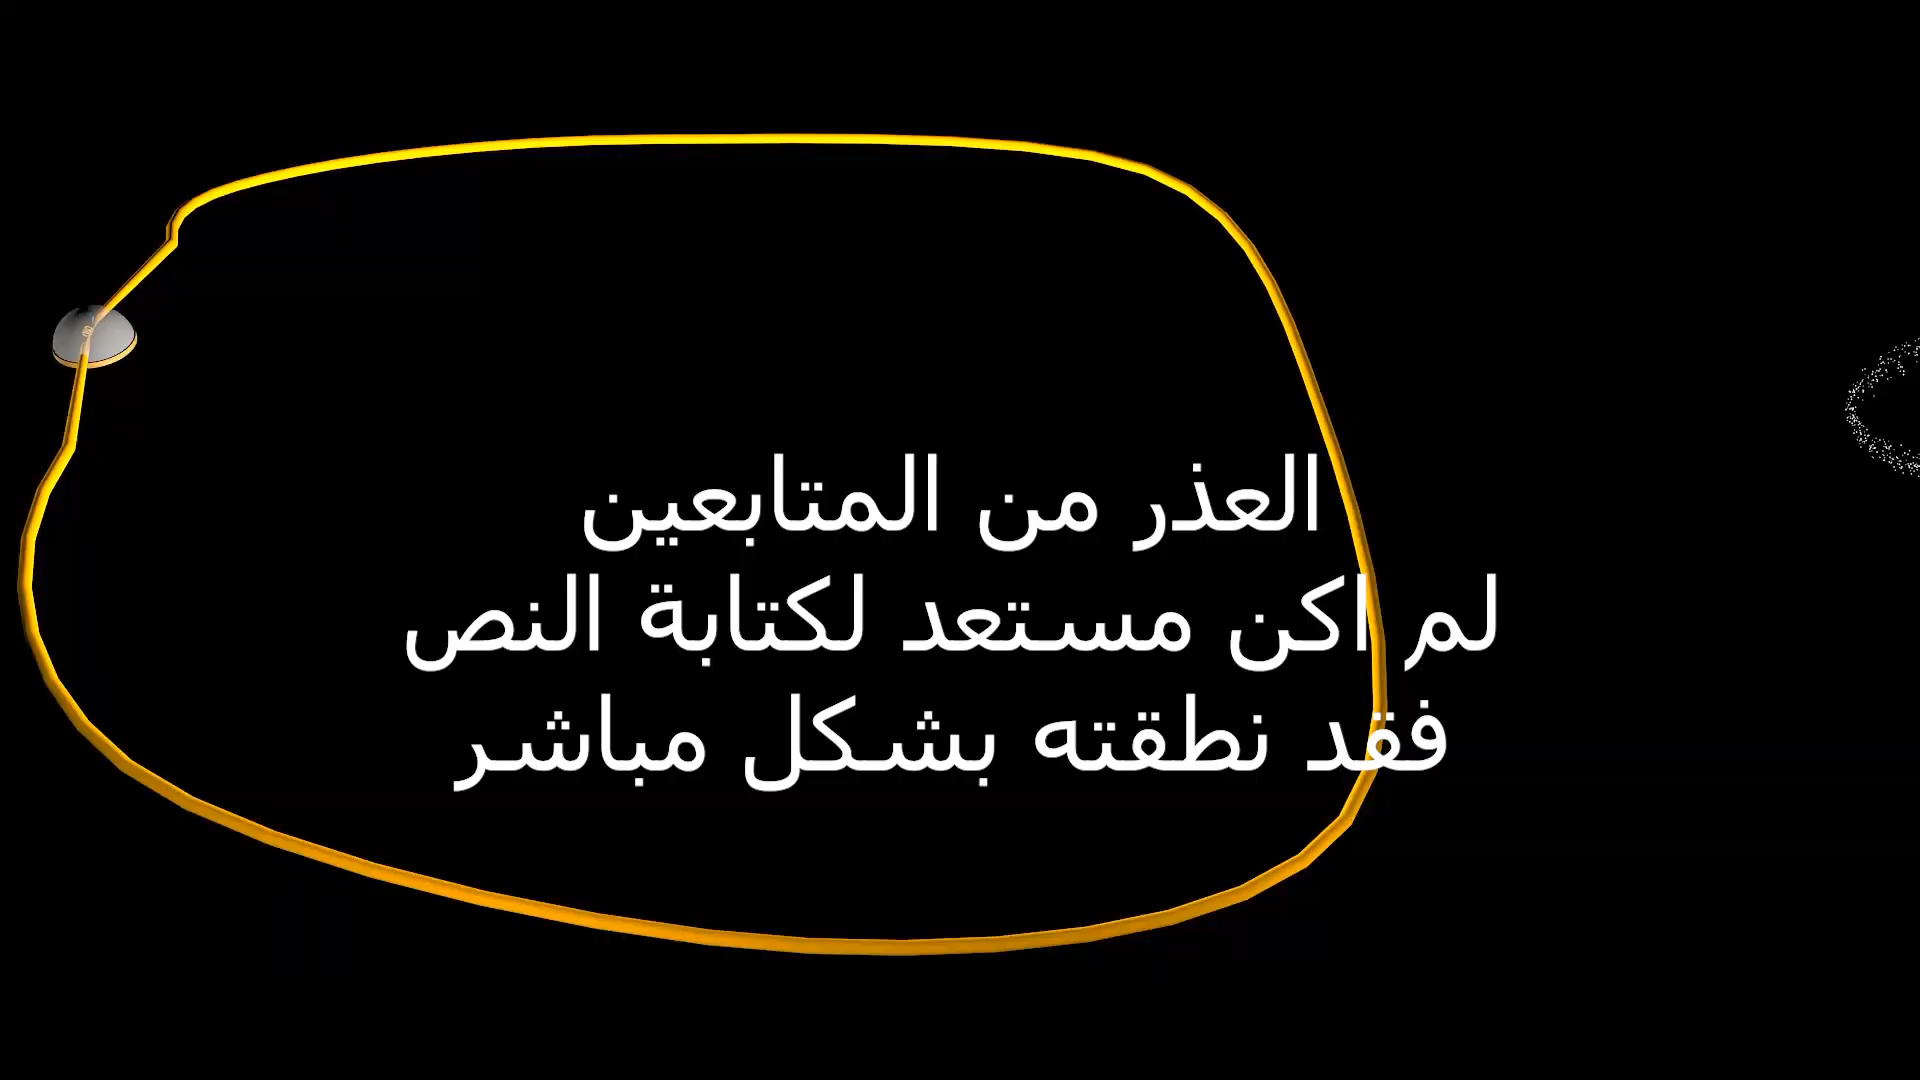 العذر من المتابعين
لم اكن مستعد لكتابة النص
فقد نطقته بشكل مباشر